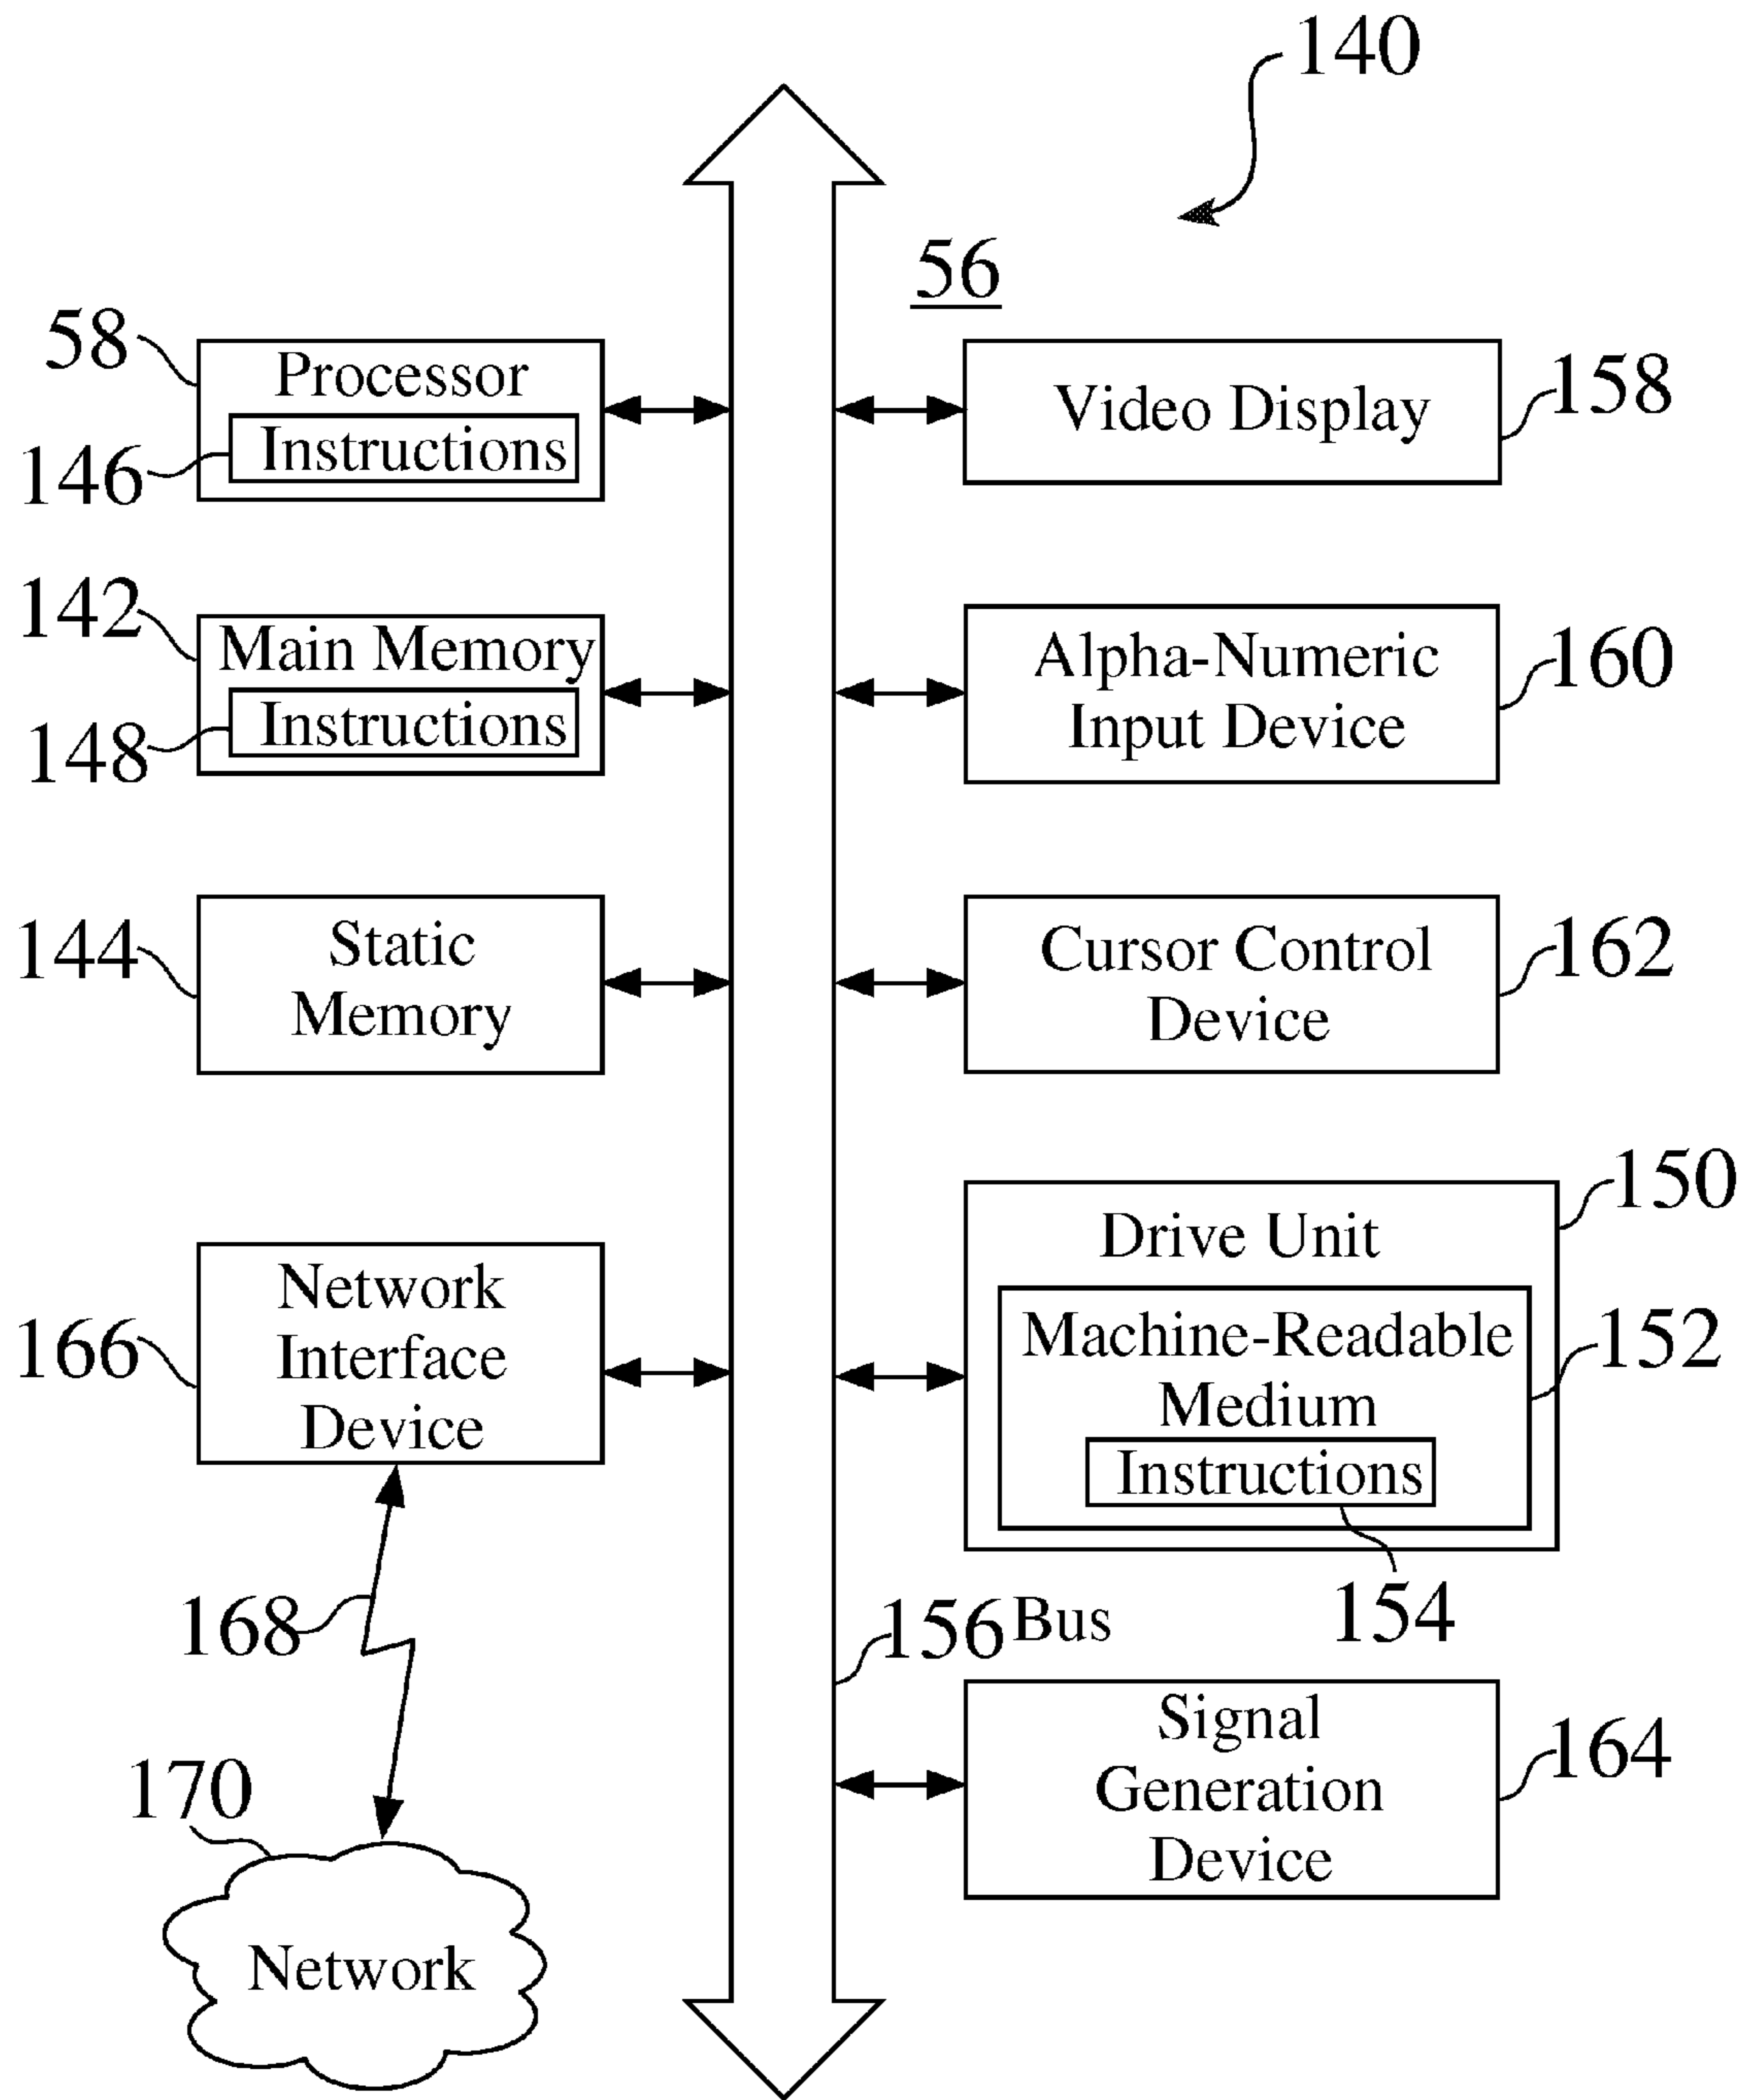 140
56
58
Processor
Instructions
146
Video Display
158
142
Main Memory
Instructions
148
Alpha-Numeric
Input Device
160
144
Static
Memory
Cursor Control
Device
162
150
Drive Unit
Machine-Readable
Medium
Instructions
152
154
166
Network
Interface
Device
168
156 Bus
Signal
Generation
Device
164
170
Network